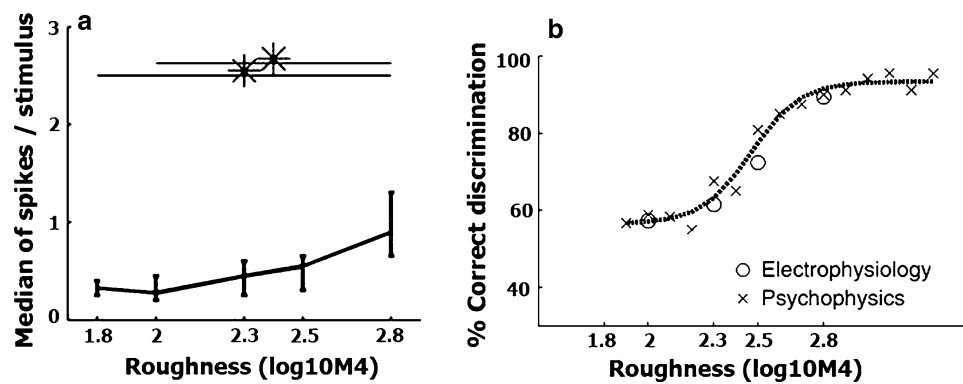 a
Median of spikes / stimulus
3
2
1
0
1.8 2 2.3 2.5 2.8
Roughness (log10M4)
b
% Correct discrimination
100
80
60
40
Electrophysiology
Psychophysics
1.8 2 2.3 2.5 2.8
Roughness (log10M4)